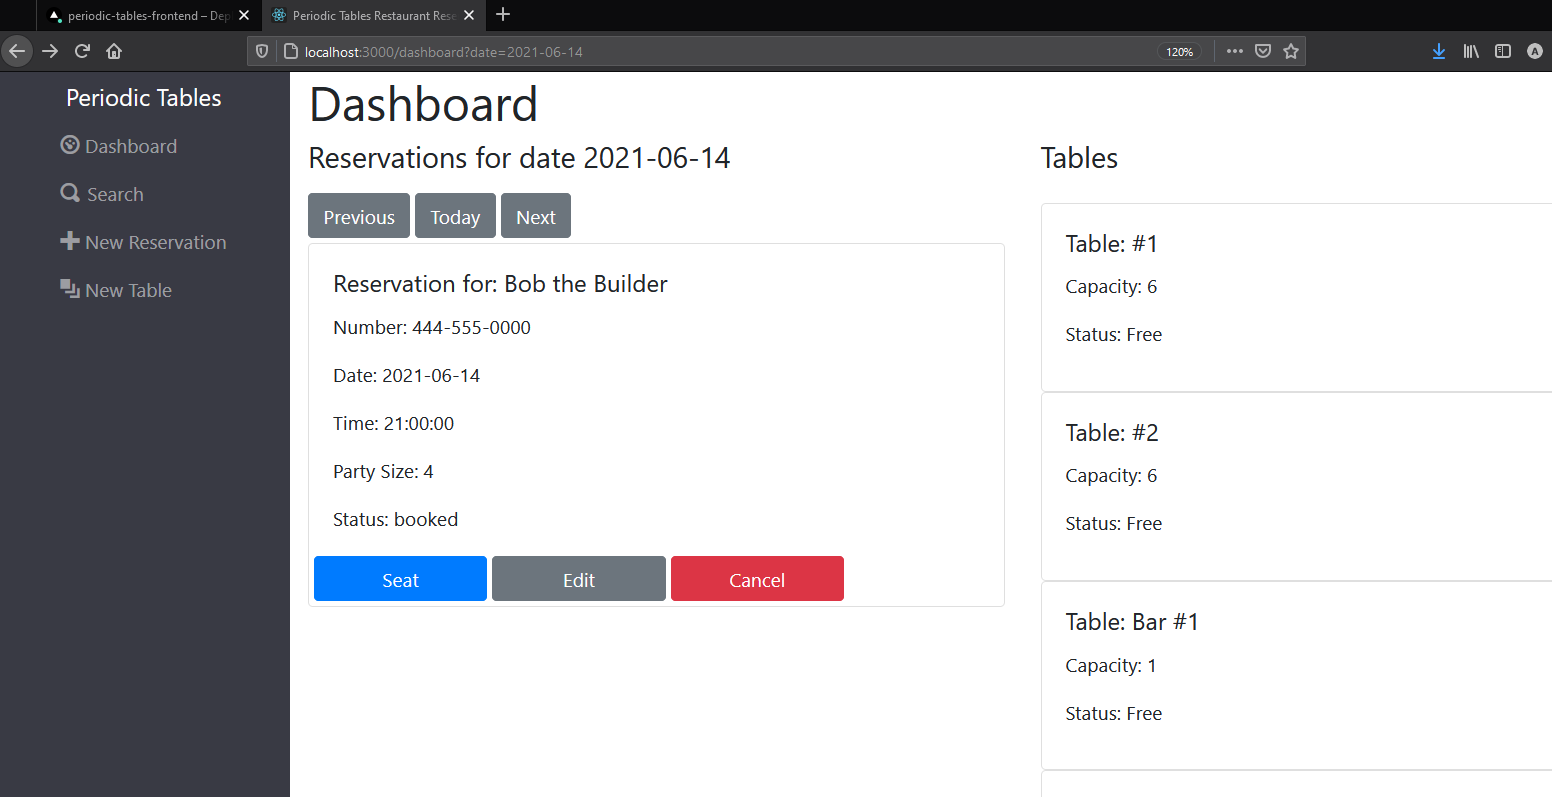 periodic-tables-frontend – Dep
Periodic Tables Restaurant Rese
localhost:3000/dashboard?date=2021-06-14
120%
A
Periodic Tables
Dashboard
Search
New Reservation
New Table
Dashboard
Reservations for date 2021-06-14
Previous Today Next
Reservation for: Bob the Builder
Number: 444-555-0000
Date: 2021-06-14
Time: 21:00:00
Party Size: 4
Status: booked
Seat Edit Cancel
Tables
Table: #1
Capacity: 6
Status: Free
Table: #2
Capacity: 6
Status: Free
Table: Bar #1
Capacity: 1
Status: Free